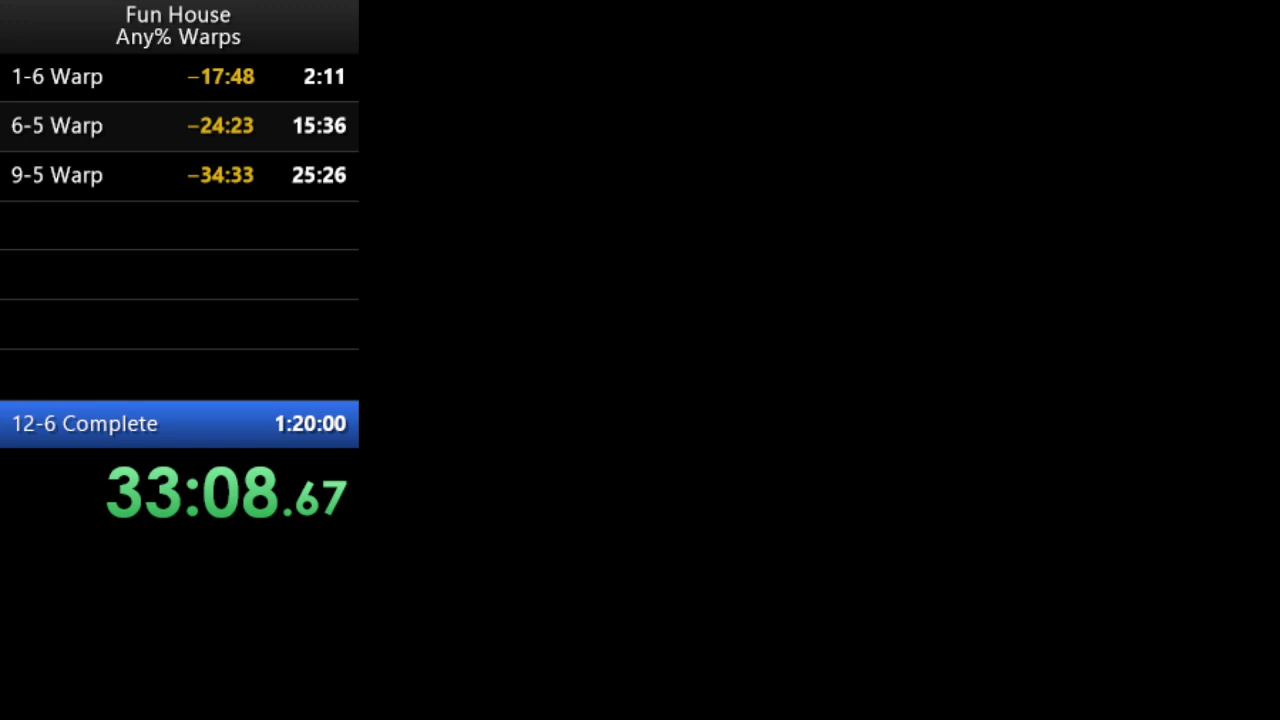 Fun House
Any% Warps
1-6 Warp −17:48 2:11
6-5 Warp −24:23 15:36
9-5 Warp −34:33 25:26
12-6 Complete 1:20:00
33:08.67